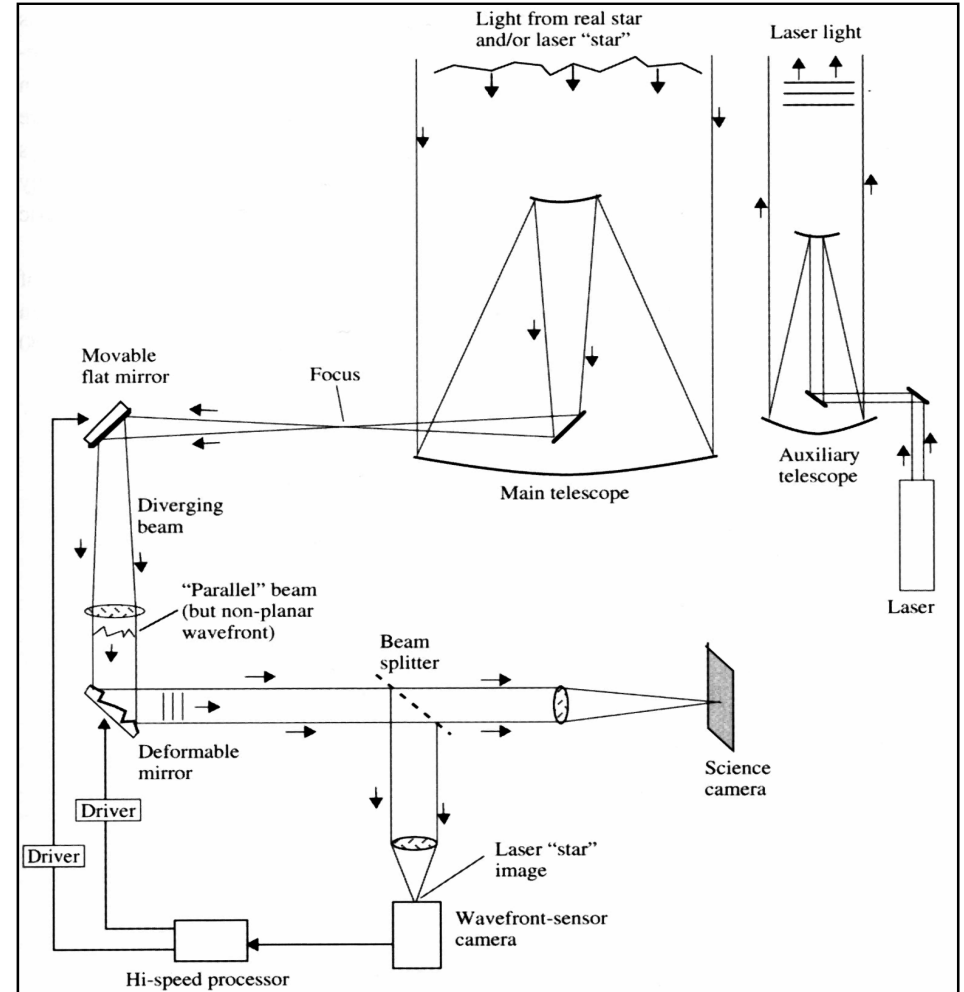 Light from real star
and/or laser “star”
Laser light
Movable
flat mirror
Focus
Main telescope
Auxiliary
telescope
Diverging
beam
“Parallel” beam
(but non-planar
wavefront)
Laser
Beam
splitter
Deformable
mirror
Science
camera
Driver
Driver
Laser “star”
image
Wavefront-sensor
camera
Hi-speed processor